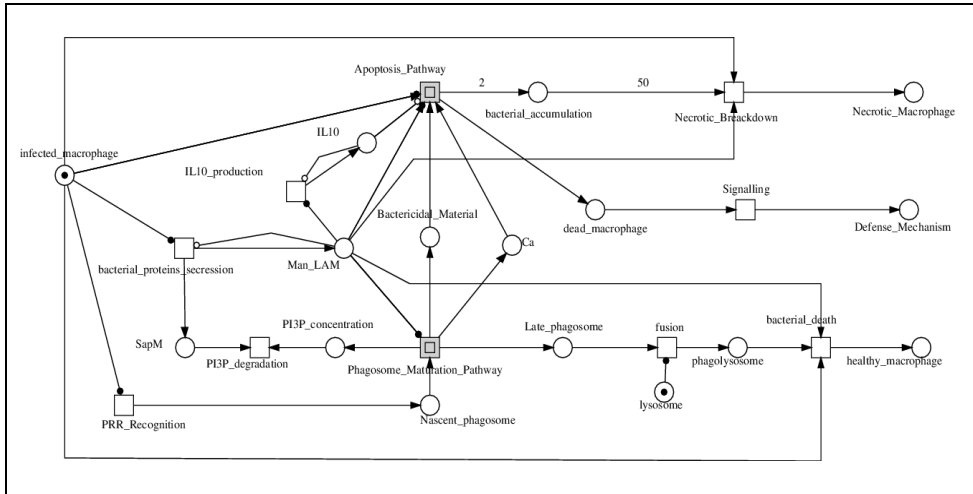 Apoptosis_Pathway
2
50
bacterial_accumulation
Necrotic_Breackdown
Necrotic_Macrophage
IL10
infected_macrophage
IL10_production
Signalling
Bactericidal_Material
dead_macrophage
Defense_Mechanism
Ca
Man_LAM
bacterial_proteins_secression
PI3P_concentration
Late_phagosome
fusion
bacterial_death
SapM
PI3P_degradation
Phagosome_Maturation_Pathway
phagolysosome
healthy_macrophage
lysosome
PRR_Recognition
Nascent_phagosome